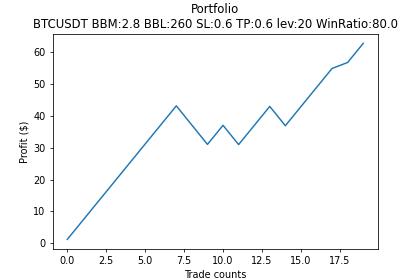 Portfolio
BTCUSDT BBM:2.8 BBL:260 SL:0.6 TP:0.6 lev:20 WinRatio:80.0
60
50
40
30
20
10
0
Profit ($)
0.0 2.5 5.0 7.5 10.0 12.5 15.0 17.5
Trade counts